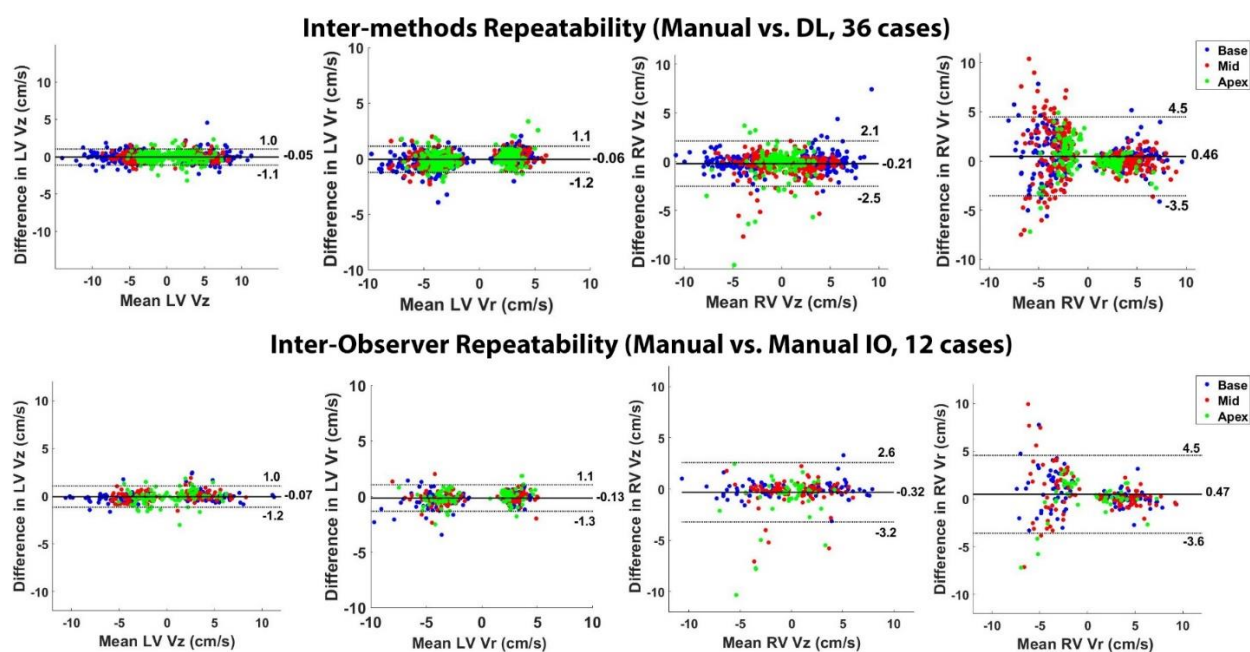 Inter-methods Repeatability (Manual vs. DL, 36 cases)
Difference in LV Vz (cm/s)
10
5
0
-5
-10
1.0
-0.05
-1.1
-10 -5 0 5 10
Mean LV Vz
Difference in LV Vr (cm/s)
10
5
0
-5
-10
1.1
-0.06
-1.2
-10 -5 0 5 10
Mean LV Vr (cm/s)
Difference in RV Vz (cm/s)
10
5
0
-5
-10
2.1
-0.21
-2.5
-10 -5 0 5 10
Mean RV Vz (cm/s)
Difference in RV Vr (cm/s)
10
5
0
-5
-10
4.5
0.46
-3.5
-10 -5 0 5 10
Mean RV Vr (cm/s)
Base
Mid
Apex
Inter-Observer Repeatability (Manual vs. Manual IO, 12 cases)
Difference in LV Vz (cm/s)
10
5
0
-5
-10
1.0
-0.07
-1.2
-10 -5 0 5 10
Mean LV Vz (cm/s)
Difference in LV Vr (cm/s)
10
5
0
-5
-10
1.1
-0.13
-1.3
-10 -5 0 5 10
Mean LV Vr (cm/s)
Difference in RV Vz (cm/s)
10
5
0
-5
-10
2.6
-0.32
-3.2
-10 -5 0 5 10
Mean RV Vz (cm/s)
Difference in RV Vr (cm/s)
10
5
0
-5
-10
4.5
0.47
-3.6
-10 -5 0 5 10
Mean RV Vr (cm/s)
Base
Mid
Apex